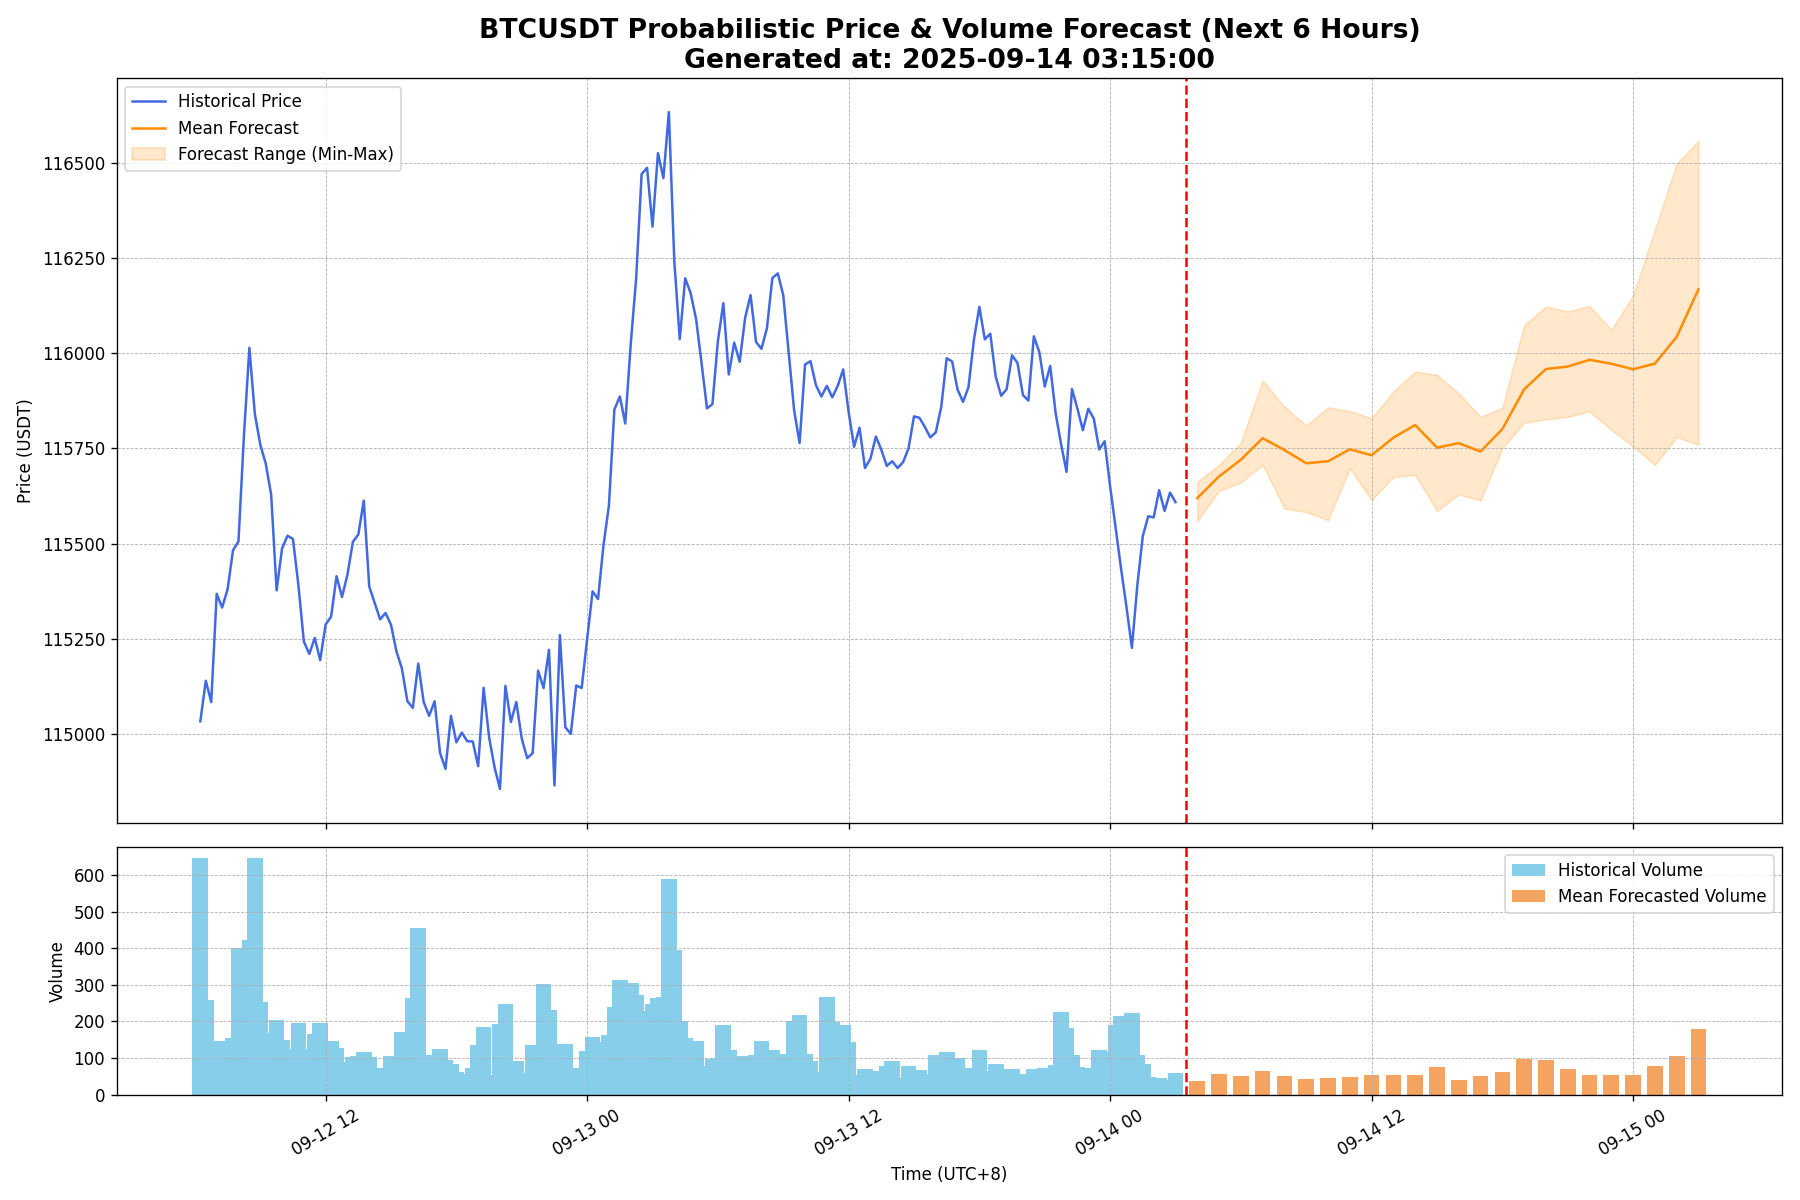 BTCUSDT Probabilistic Price & Volume Forecast (Next 6 Hours)
Generated at: 2025-09-14 03:15:00
Historical Price
Mean Forecast
Forecast Range (Min-Max)
116500
116250
116000
115750
115500
115250
115000
Price (USDT)
Historical Volume
Mean Forecasted Volume
600
500
400
300
200
100
0
Volume
09-12 12
09-13 00
09-13 12
09-14 00
09-14 12
09-15 00
Time (UTC+8)